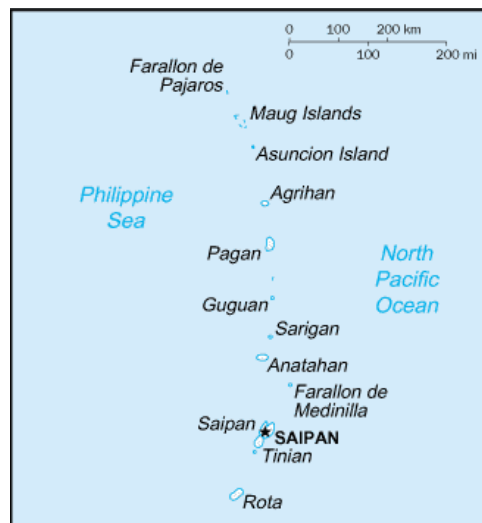 0 100 200 km
0 100 200 mi
Farallon de
Pajaros
Maug Islands
Asuncion Island
Philippine
Sea
Agrihan
Pagan
North
Pacific
Ocean
Guguan
Sarigan
Anatahan
Farallon de
Medinilla
Saipan
SAIPAN
Tinian
Rota